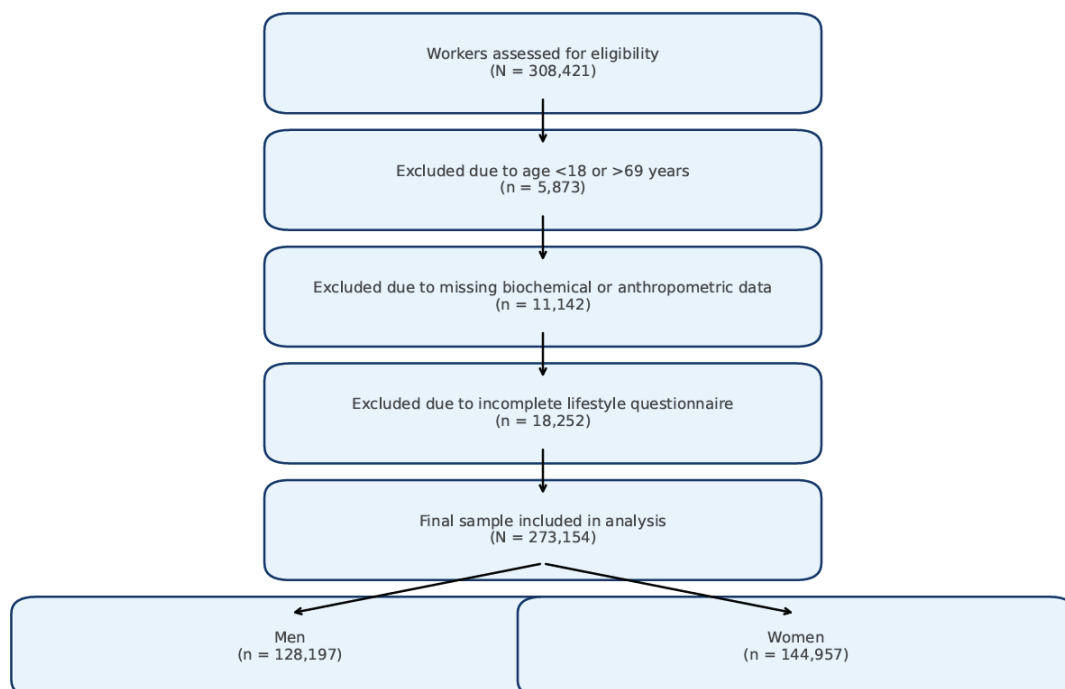 Workers assessed for eligibility
(N = 308,421)
Excluded due to age <18 or >69 years
(n = 5,873)
Excluded due to missing biochemical or anthropometric data
(n = 11,142)
Excluded due to incomplete lifestyle questionnaire
(n = 18,252)
Final sample included in analysis
(N = 273,154)
Men
(n = 128,197)
Women
(n = 144,957)